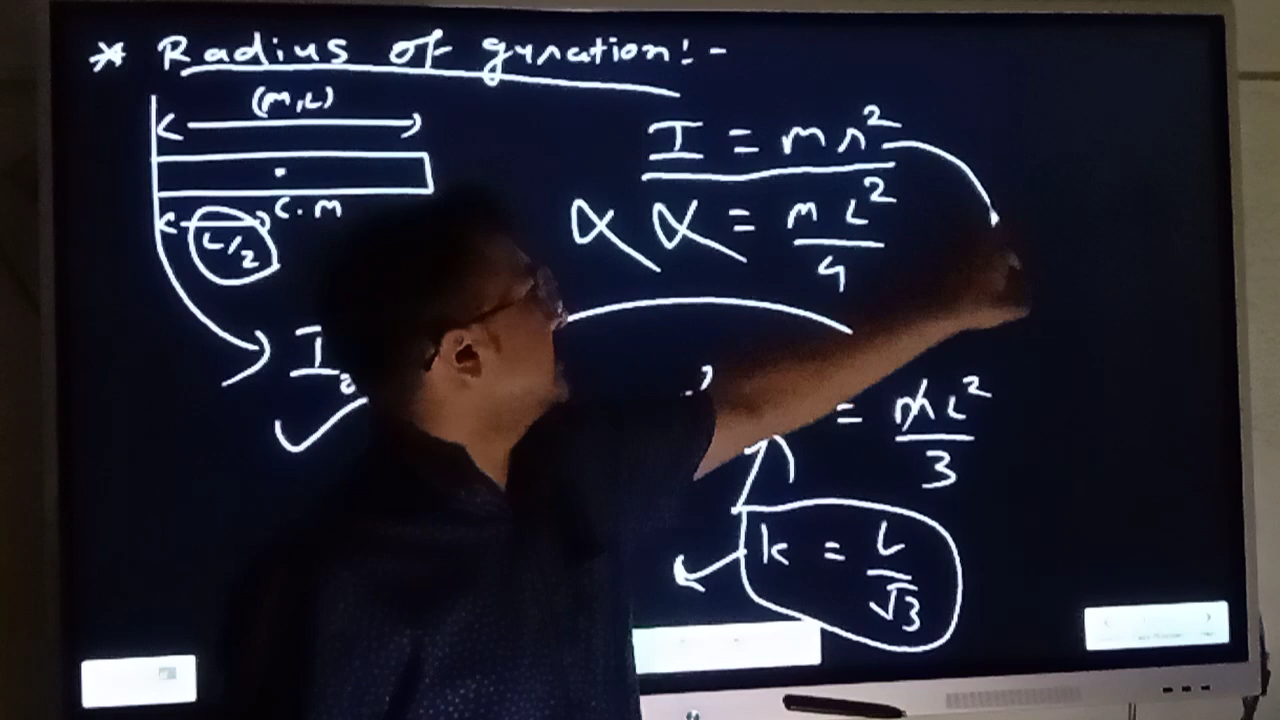 * Radius of gyration:-
(m, L)
I = mr²
C.M
L/2
= mL²/4
I
= mL²/3
k = L/√3